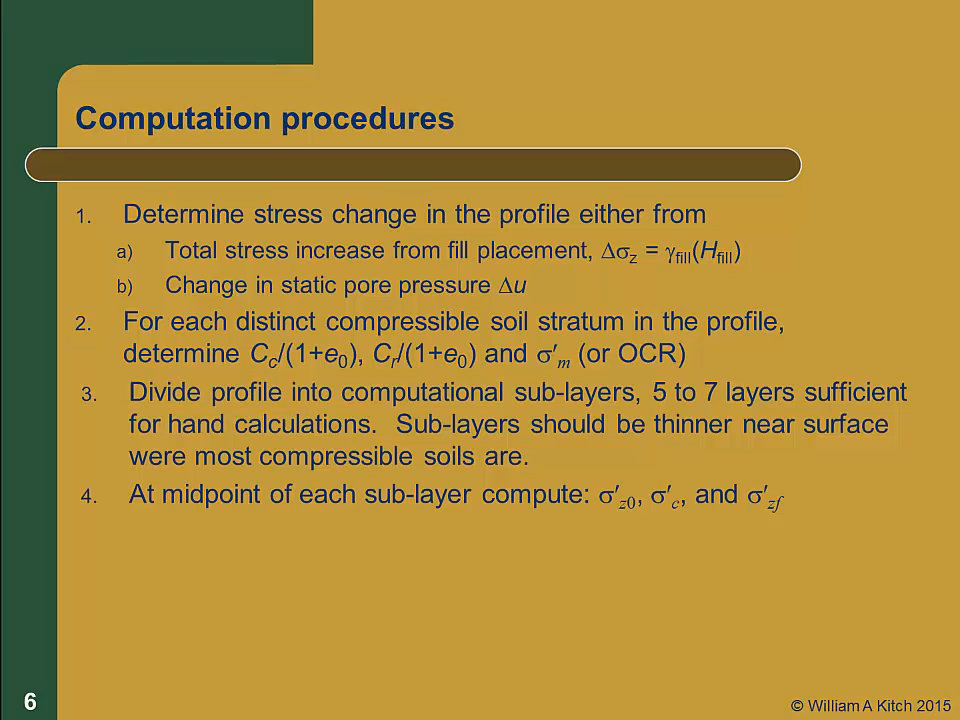 Computation procedures
1. Determine stress change in the profile either from
a) Total stress increase from fill placement, Δσz = γfill(Hfill)
b) Change in static pore pressure Δu
2. For each distinct compressible soil stratum in the profile,
determine Cc/(1+e0), Cr/(1+e0) and σ′m (or OCR)
3. Divide profile into computational sub-layers, 5 to 7 layers sufficient
for hand calculations. Sub-layers should be thinner near surface
were most compressible soils are.
4. At midpoint of each sub-layer compute: σ′z0, σ′c, and σ′zf
6
© William A Kitch 2015